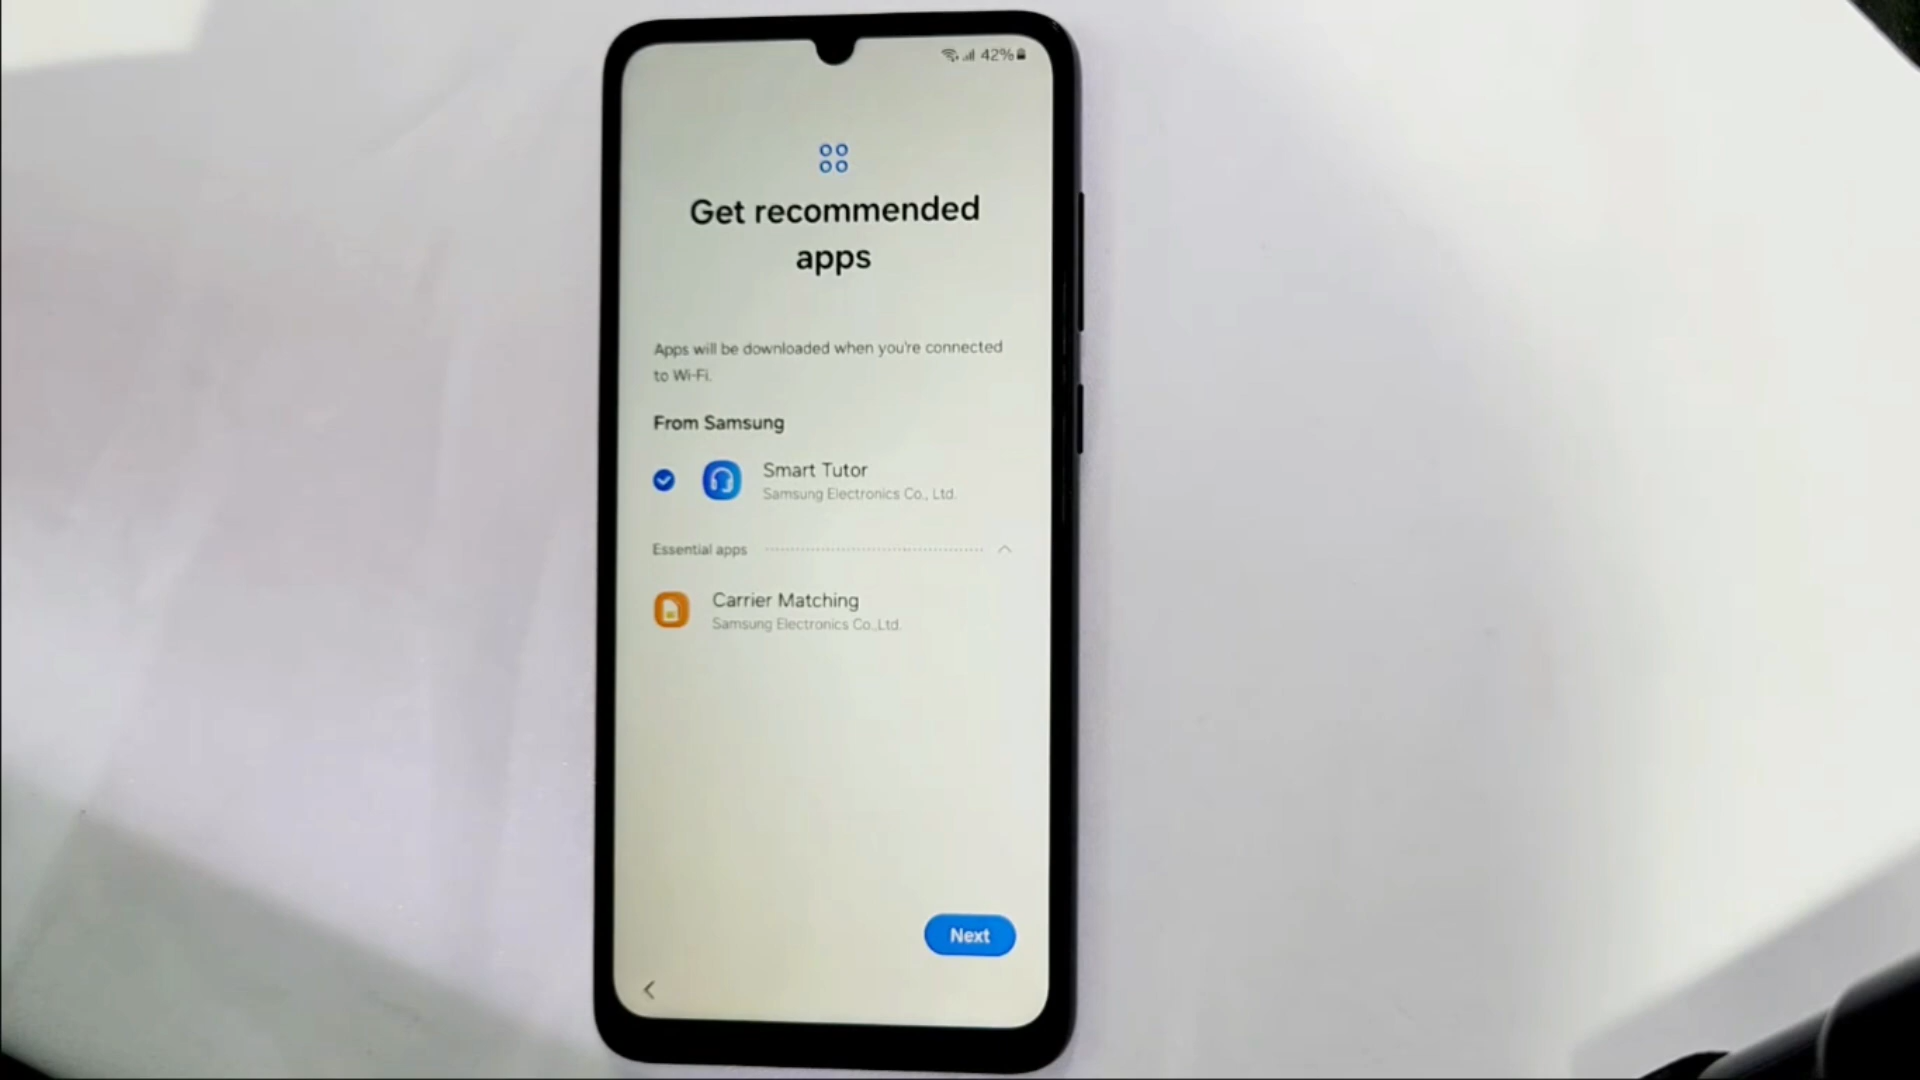 42%
Get recommended
apps
Apps will be downloaded when you're connected
to Wi-Fi.
From Samsung
Smart Tutor
Samsung Electronics Co., Ltd.
Essential apps
Carrier Matching
Samsung Electronics Co.,Ltd.
Next